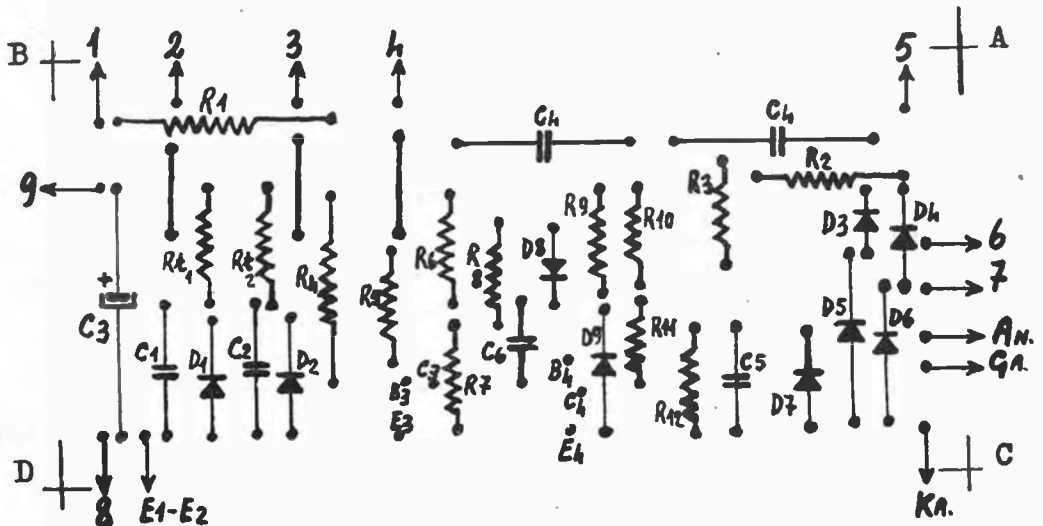 B 1 2 3 4 5 A
R1 C4 C4
R2
9 R3
R9 R10 D3 D4
Rt1 Rt2 R4 R6 R8 D8 6
R5 7
+
C3 D5 D6
C1 D1 C2 D2 C6 D9 R11 AN.
C3 R7 B4 C5 GA.
B3 C4 R12 D7
E3 E4
D C
8 E1-E2 KA.